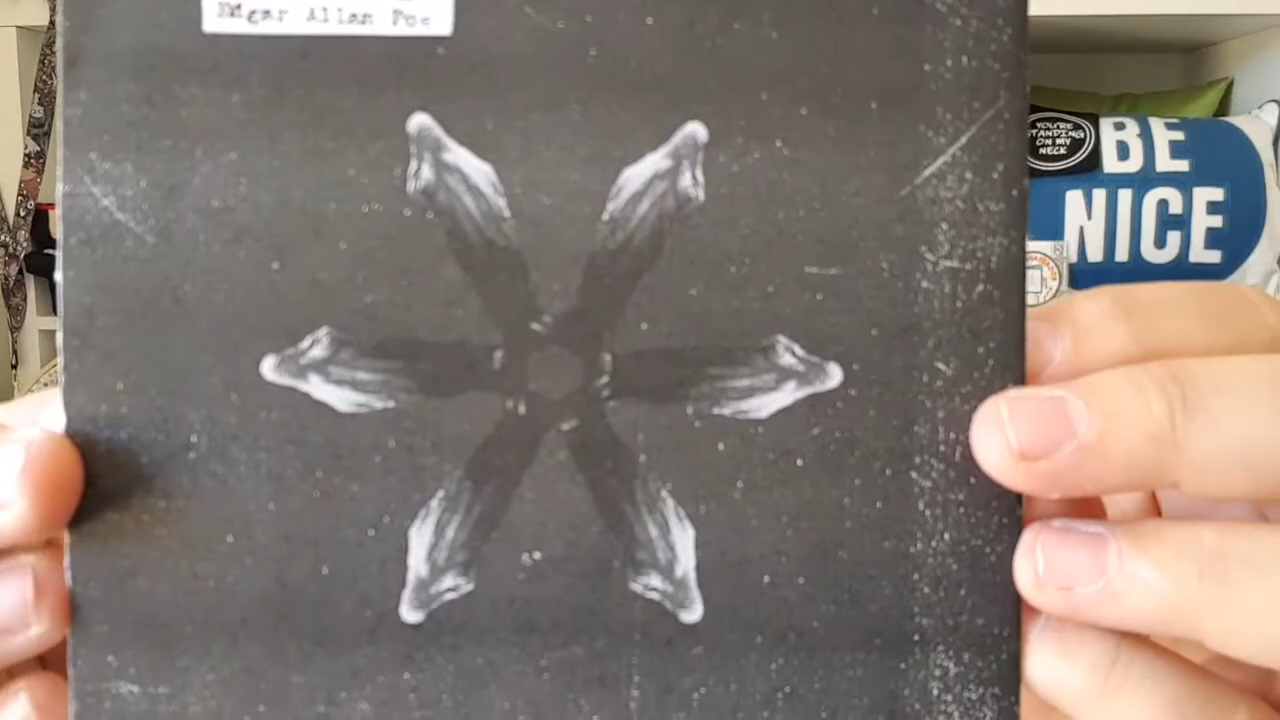 Edgar Allan Poe
YOU'RE
STANDING
ON MY
NECK
BE
NICE